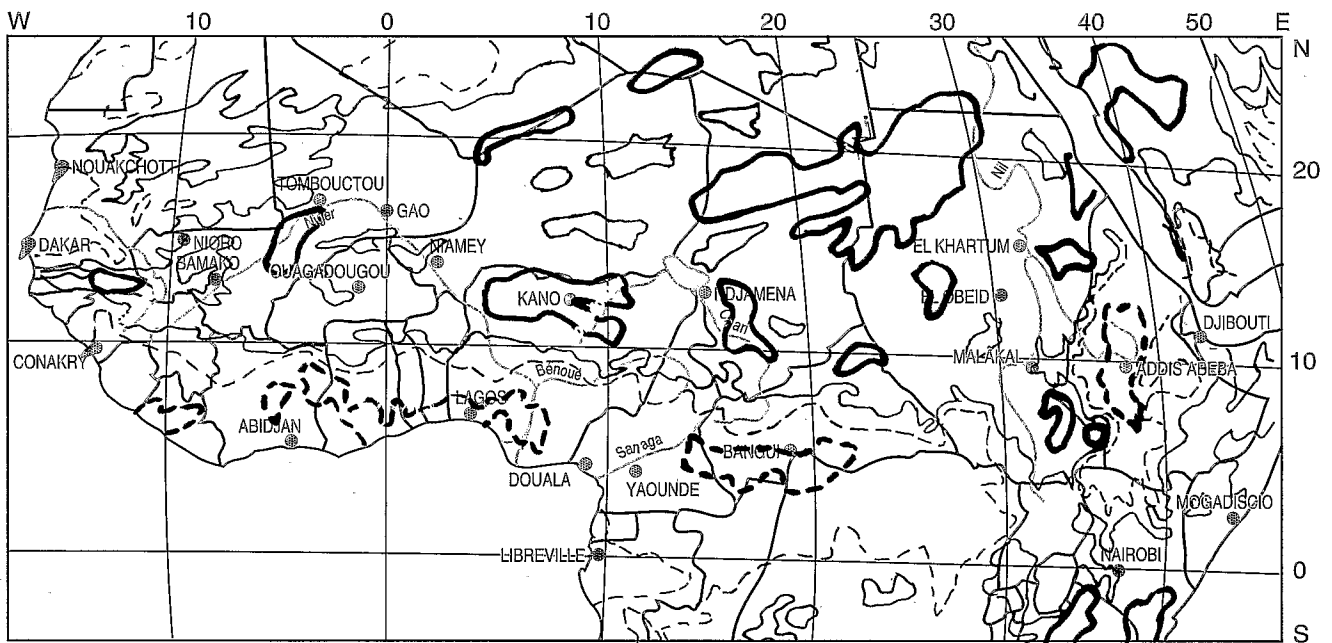 W 10 0 10 20 30 40 50 E
N
NOUAKCHOTT
20
TOMBOUCTOU
Nil
Niger
GAO
DAKAR
NIORO
NIAMEY
EL KHARTUM
BAMAKO
OUAGADOUGOU
KANO
NDJAMENA
EL OBEID
Chari
DJIBOUTI
CONAKRY
MALAKAL
10
Bénoué
ADDIS ABEBA
LAGOS
ABIDJAN
Sanaga
BANGUI
DOUALA
YAOUNDE
MOGADISCIO
LIBREVILLE
NAIROBI
0
S